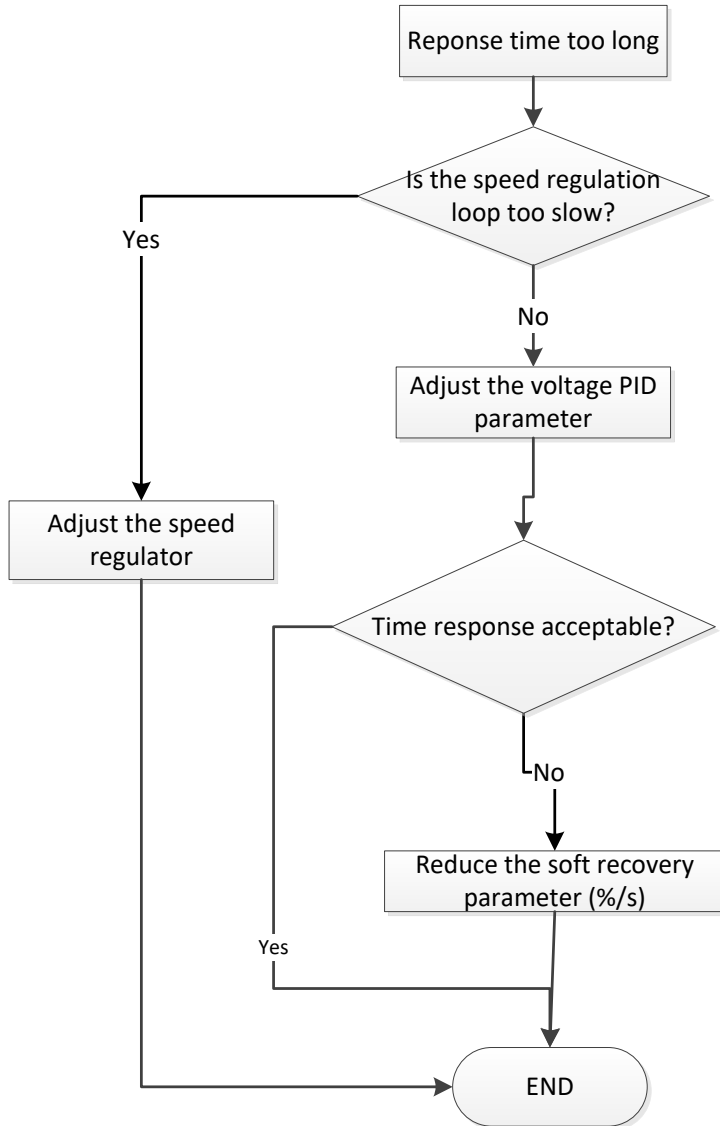 Reponse time too long
Is the speed regulation
loop too slow?
Yes
No
Adjust the voltage PID
parameter
Adjust the speed
regulator
Time response acceptable?
No
Reduce the soft recovery
parameter (%/s)
Yes
END